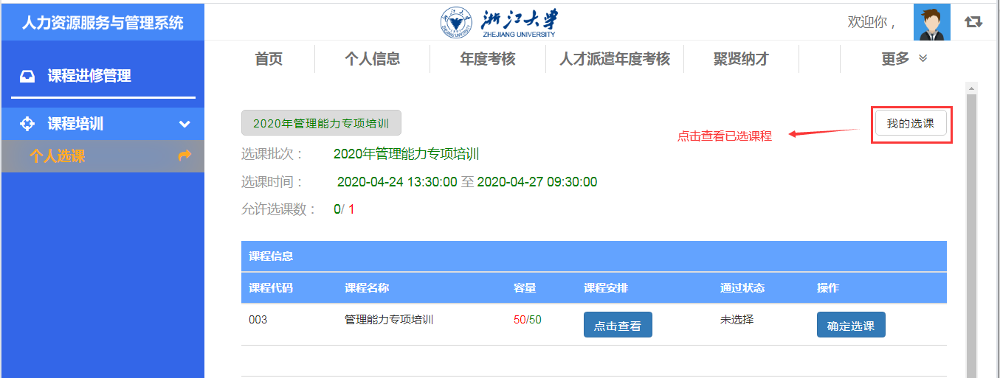 人力资源服务与管理系统
浙江大学
ZHEJIANG UNIVERSITY
欢迎你，
首页 个人信息 年度考核 人才派遣年度考核 聚贤纳才 更多
课程进修管理
课程培训
个人选课
2020年管理能力专项培训
我的选课
点击查看已选课程
选课批次： 2020年管理能力专项培训
选课时间： 2020-04-24 13:30:00 至 2020-04-27 09:30:00
允许选课数： 0/ 1
课程信息
课程代码 课程名称 容量 课程安排 通过状态 操作
003 管理能力专项培训 50/50 点击查看 未选择 确定选课